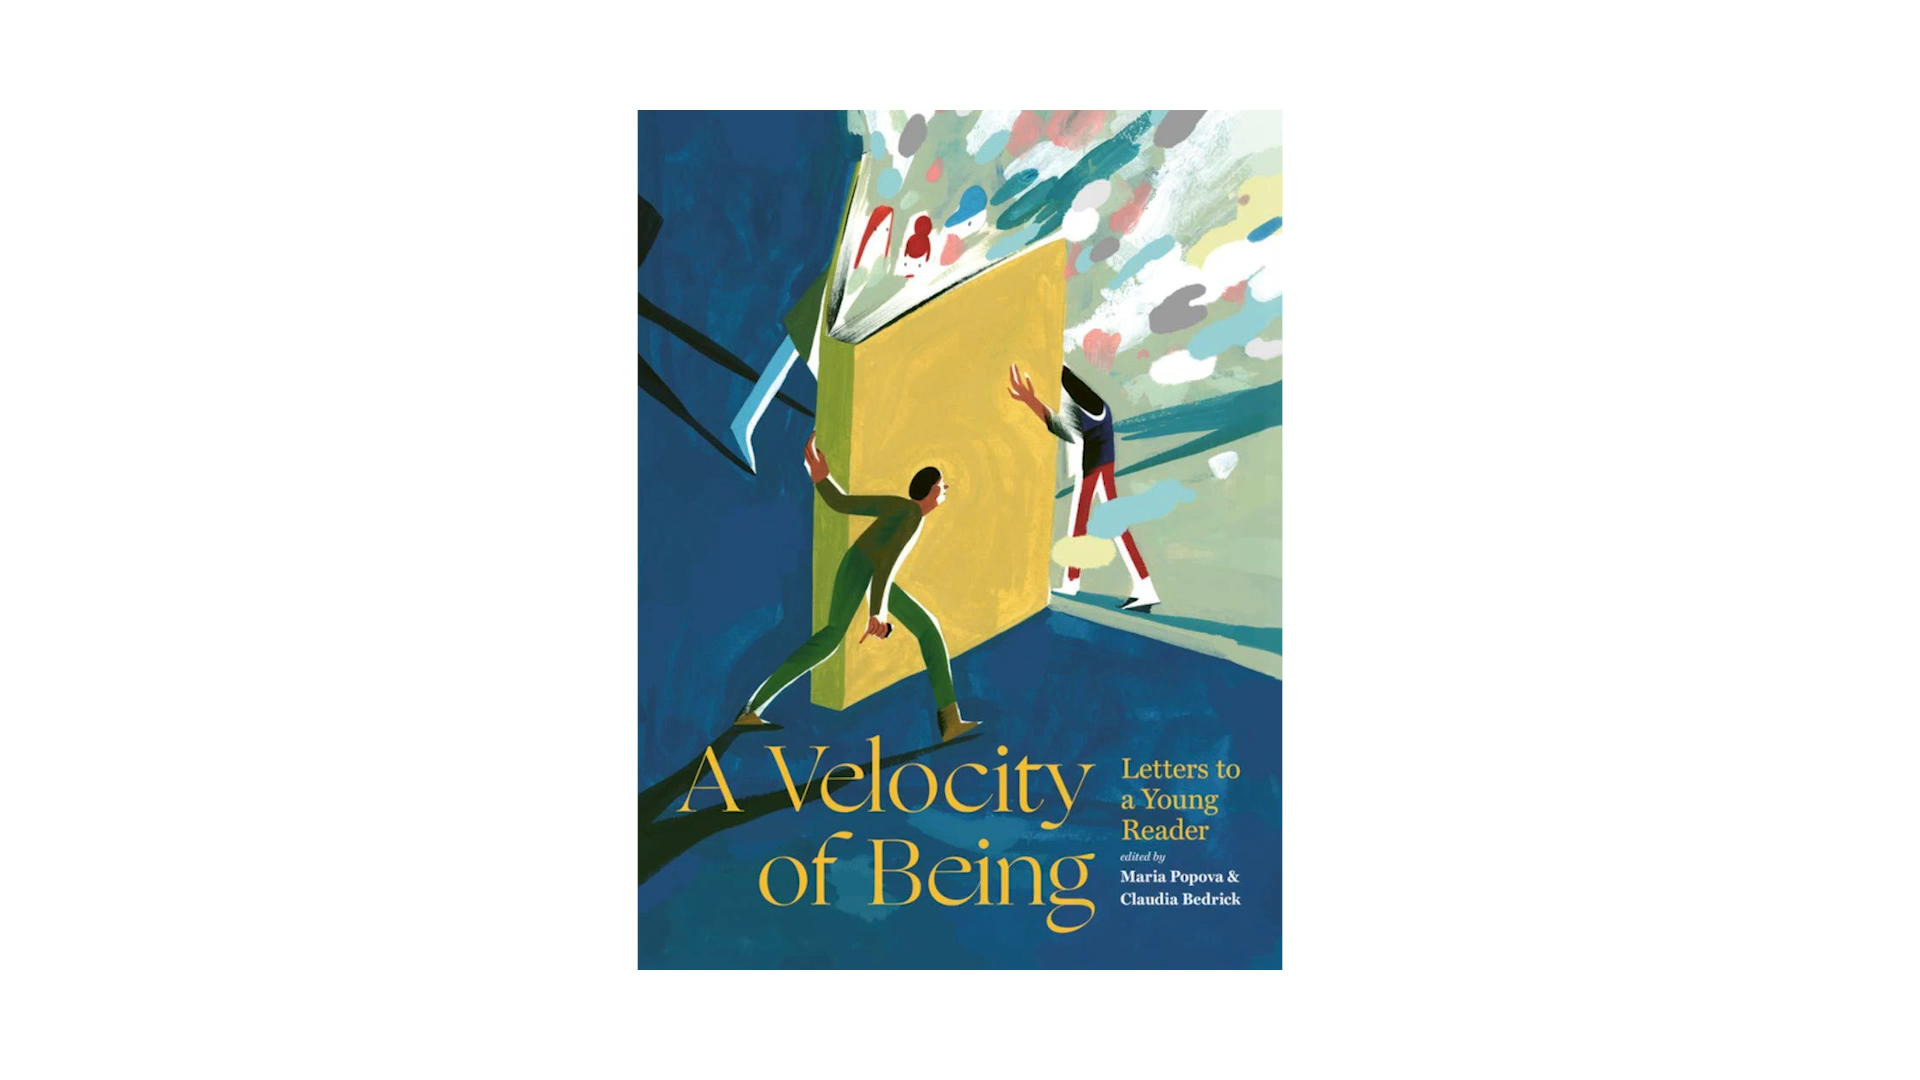 A Velocity
of Being
Letters to
a Young
Reader
edited by
Maria Popova &
Claudia Bedrick